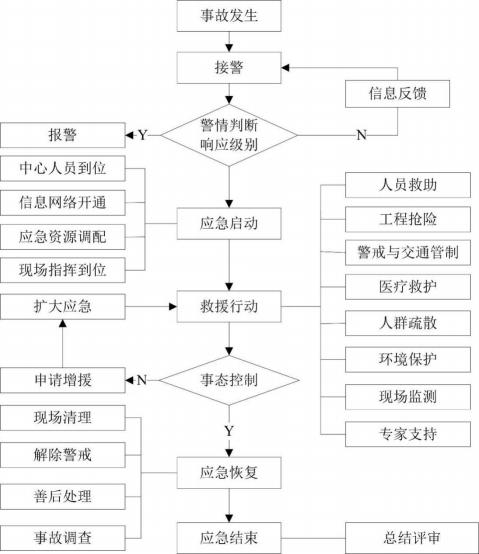 事故发生
接警
信息反馈
报警
Y
警情判断
响应级别
N
中心人员到位
信息网络开通
应急资源调配
现场指挥到位
应急启动
人员救助
工程抢险
警戒与交通管制
医疗救护
人群疏散
环境保护
现场监测
专家支持
扩大应急
救援行动
申请增援
N
事态控制
Y
现场清理
解除警戒
善后处理
事故调查
应急恢复
应急结束
总结评审